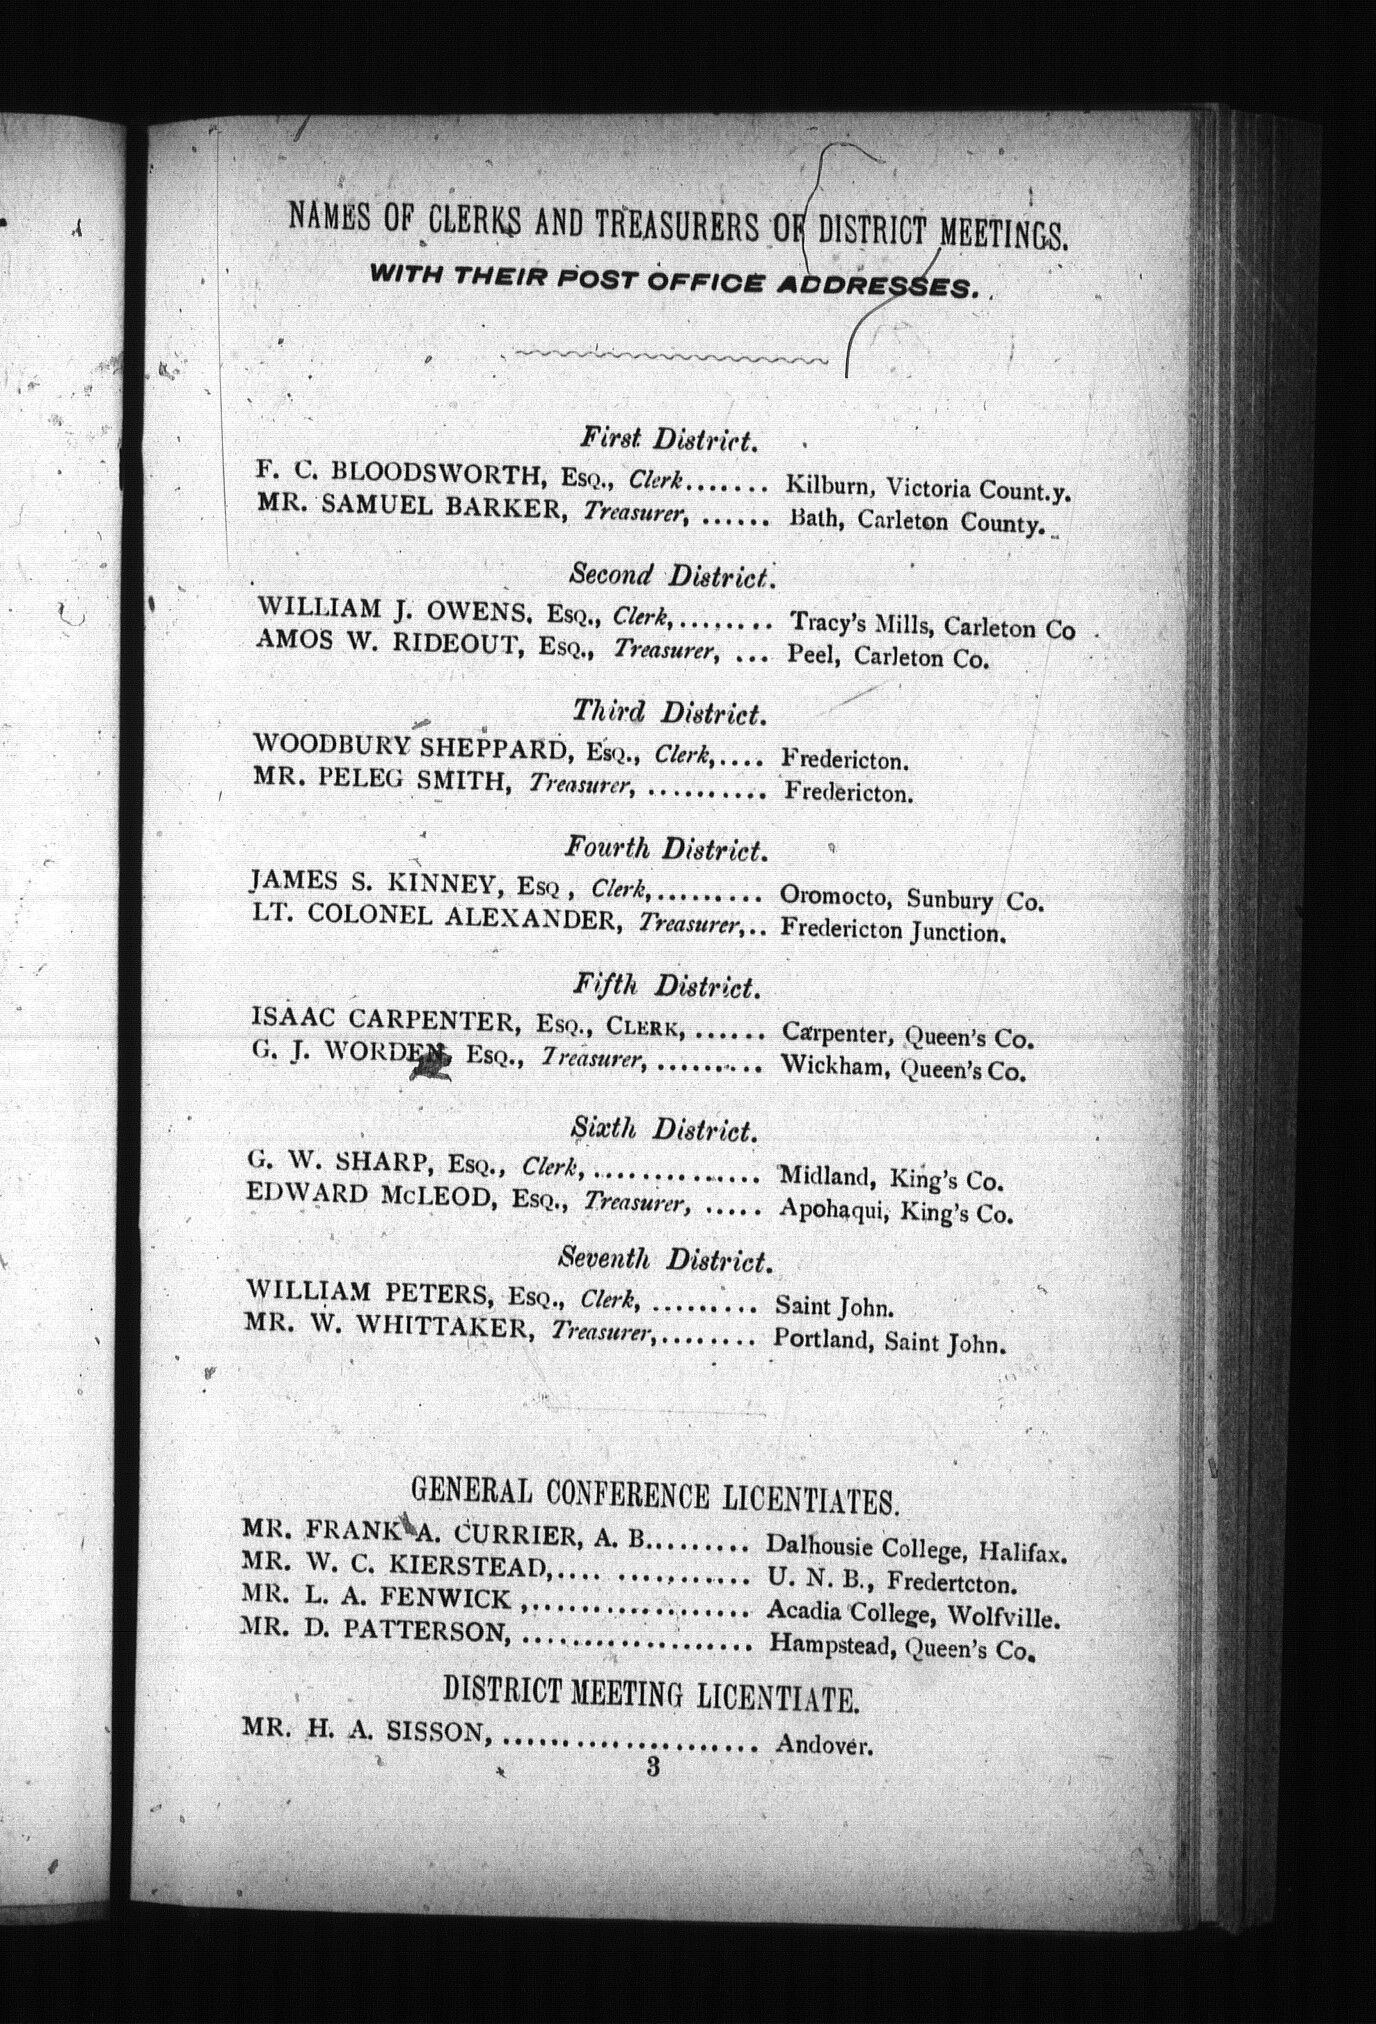 NAMES OF CLERKS AND TREASURERS OF DISTRICT MEETINGS.
WITH THEIR POST OFFICE ADDRESSES.
First District.
F. C. BLOODSWORTH, ESQ., Clerk....... Kilburn, Victoria County.
MR. SAMUEL BARKER, Treasurer, ...... Bath, Carleton County.
Second District.
WILLIAM J. OWENS. ESQ., Clerk,........ Tracy's Mills, Carleton Co
AMOS W. RIDEOUT, ESQ., Treasurer, ... Peel, Carleton Co.
Third District.
WOODBURY SHEPPARD, ESQ., Clerk,.... Fredericton.
MR. PELEG SMITH, Treasurer, .......... Fredericton.
Fourth District.
JAMES S. KINNEY, ESQ , Clerk,......... Oromocto, Sunbury Co.
LT. COLONEL ALEXANDER, Treasurer,.. Fredericton Junction.
Fifth District.
ISAAC CARPENTER, ESQ., CLERK, ...... Carpenter, Queen's Co.
G. J. WORDEN, ESQ., Treasurer, ......... Wickham, Queen's Co.
Sixth District.
G. W. SHARP, ESQ., Clerk, .............. Midland, King's Co.
EDWARD McLEOD, ESQ., Treasurer, ..... Apohaqui, King's Co.
Seventh District.
WILLIAM PETERS, ESQ., Clerk, ......... Saint John.
MR. W. WHITTAKER, Treasurer,........ Portland, Saint John.
GENERAL CONFERENCE LICENTIATES.
MR. FRANK A. CURRIER, A. B......... Dalhousie College, Halifax.
MR. W. C. KIERSTEAD,.... ........... U. N. B., Fredertcton.
MR. L. A. FENWICK ,.................. Acadia College, Wolfville.
MR. D. PATTERSON, ................... Hampstead, Queen's Co.
DISTRICT MEETING LICENTIATE.
MR. H. A. SISSON, ..................... Andover.
3